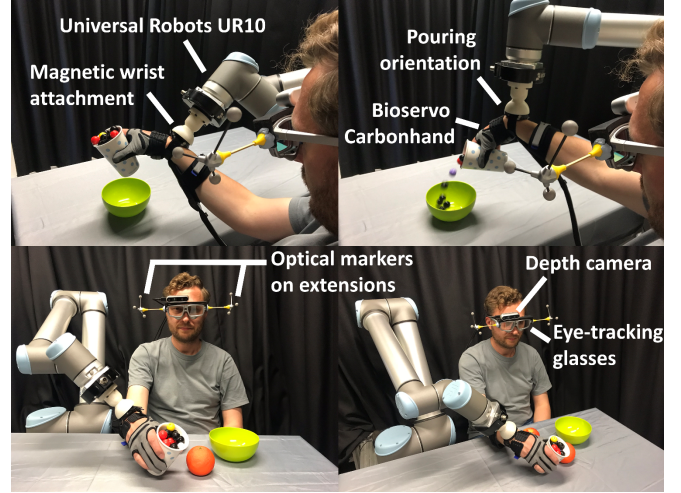 Universal Robots UR10
Magnetic wrist
attachment
Pouring
orientation
Bioservo
Carbonhand
Optical markers
on extensions
Depth camera
Eye-tracking
glasses